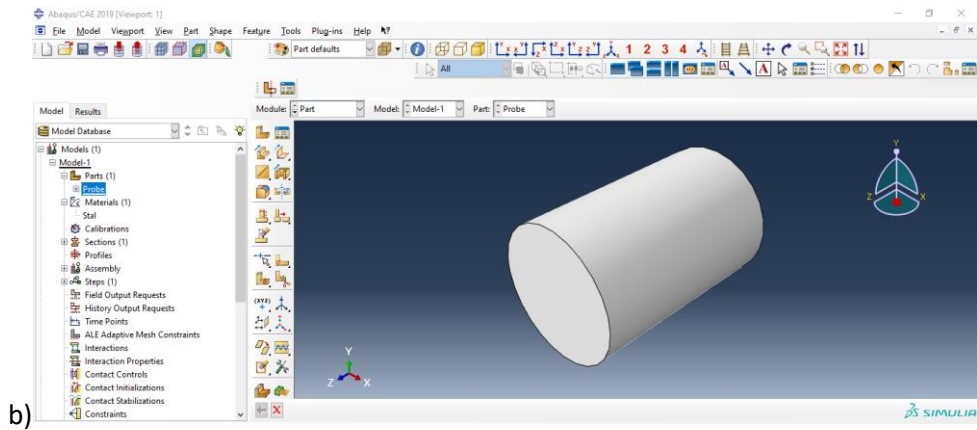 Abaqus/CAE 2019 [Viewport: 1]
File Model Viewport View Part Shape Feature Tools Plug-ins Help
Part defaults
1 2 3 4
All
Module: Part Model: Model-1 Part: Probe
Model Results
Model Database
Models (1)
Model-1
Parts (1)
Probe
Materials (1)
Stal
Calibrations
Sections (1)
Profiles
Assembly
Steps (1)
Field Output Requests
History Output Requests
Time Points
ALE Adaptive Mesh Constraints
Interactions
Interaction Properties
Contact Controls
Contact Initializations
Contact Stabilizations
Constraints
(XYZ)
Y
Z
X
Y
Z
X
b)
SIMULIA